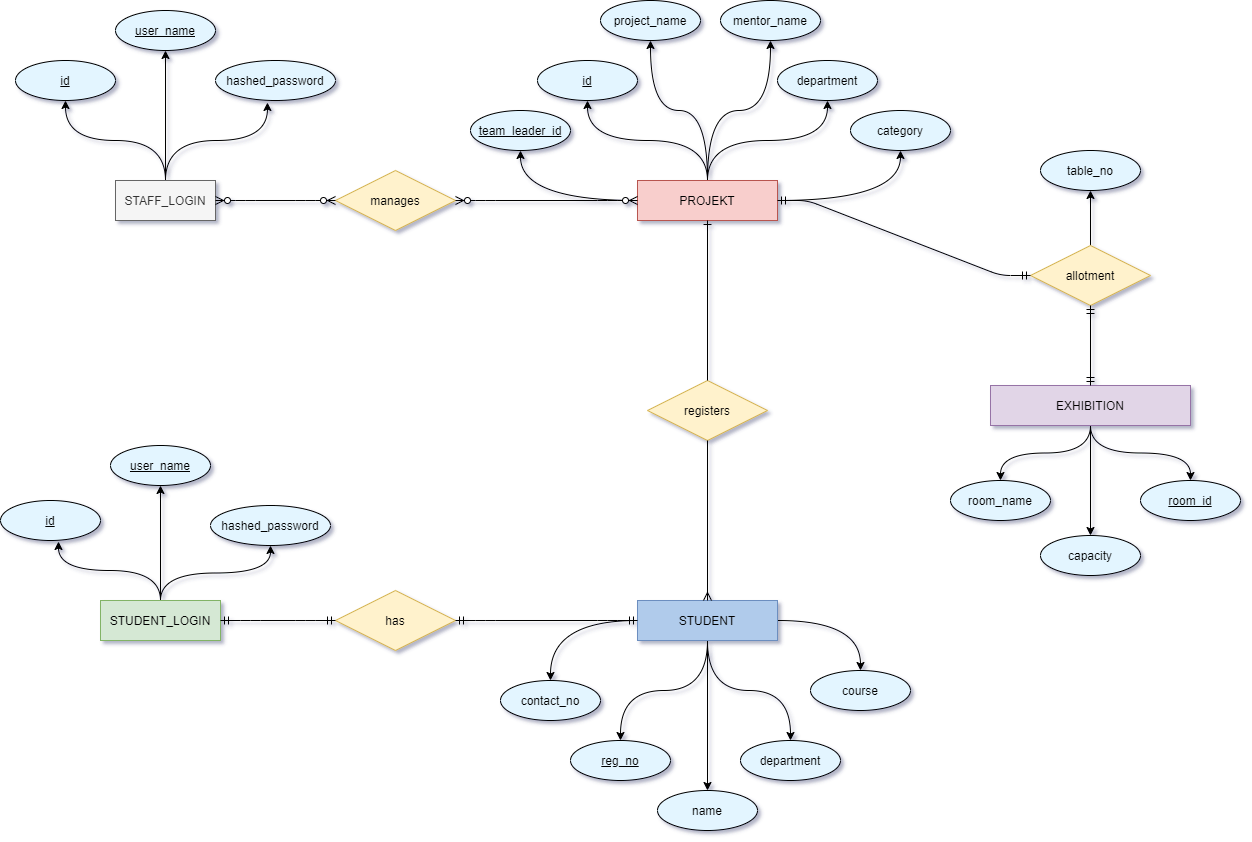 project_name
mentor_name
user_name
id
hashed_password
id
department
team_leader_id
category
table_no
STAFF_LOGIN
manages
PROJEKT
allotment
registers
EXHIBITION
user_name
room_name
room_id
id
hashed_password
capacity
STUDENT_LOGIN
has
STUDENT
contact_no
course
reg_no
department
name